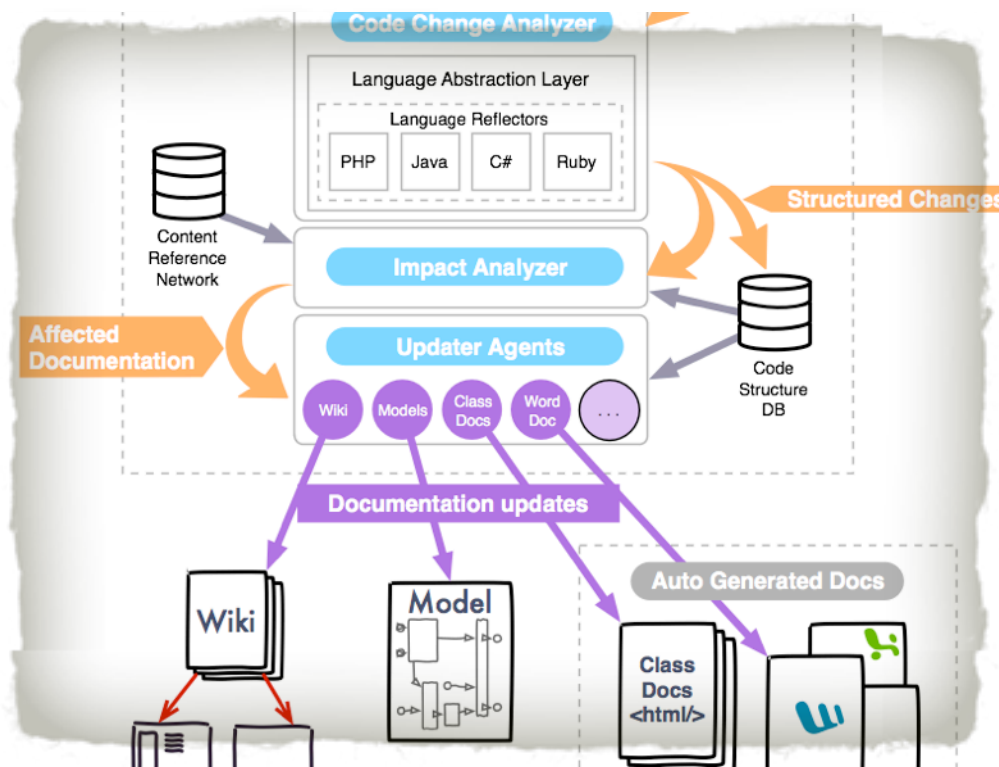 Code Change Analyzer
Language Abstraction Layer
Language Reflectors
PHP
Java
C#
Ruby
Structured Changes
Content
Reference
Network
Impact Analyzer
Affected
Documentation
Updater Agents
Code
Structure
DB
Wiki
Models
Class
Docs
Word
Doc
...
Documentation updates
Auto Generated Docs
Wiki
Model
Class
Docs
<html/>